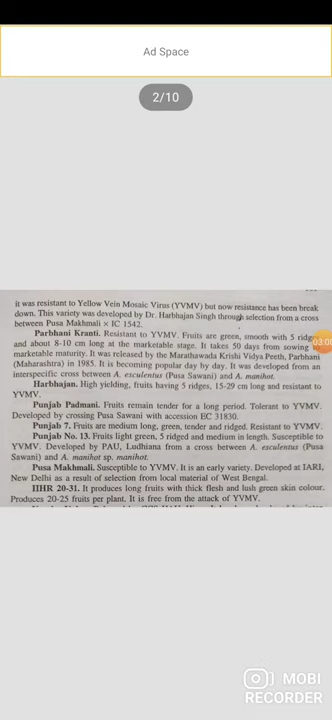 Ad Space
2/10
it was resistant to Yellow Vein Mosaic Virus (YVMV) but now resistance has been break
down. This variety was developed by Dr. Harbhajan Singh through selection from a cross
between Pusa Makhmali × IC 1542.
Parbhani Kranti. Resistant to YVMV. Fruits are green, smooth with 5 ridges
and about 8-10 cm long at the marketable stage. It takes 50 days from sowing
marketable maturity. It was released by the Marathawada Krishi Vidya Peeth, Parbhani
(Maharashtra) in 1985. It is becoming popular day by day. It was developed from an
interspecific cross between A. esculentus (Pusa Sawani) and A. manihot.
Harbhajan. High yielding, fruits having 5 ridges, 15-29 cm long and resistant to
YVMV.
Punjab Padmani. Fruits remain tender for a long period. Tolerant to YVMV.
Developed by crossing Pusa Sawani with accession EC 31830.
Punjab 7. Fruits are medium long, green, tender and ridged. Resistant to YVMV.
Punjab No. 13. Fruits light green, 5 ridged and medium in length. Susceptible to
YVMV. Developed by PAU, Ludhiana from a cross between A. esculentus (Pusa
Sawani) and A. manihot sp. manihot.
Pusa Makhmali. Susceptible to YVMV. It is an early variety. Developed at IARI,
New Delhi as a result of selection from local material of West Bengal.
IIHR 20-31. It produces long fruits with thick flesh and lush green skin colour.
Produces 20-25 fruits per plant. It is free from the attack of YVMV.
MOBI
RECORDER